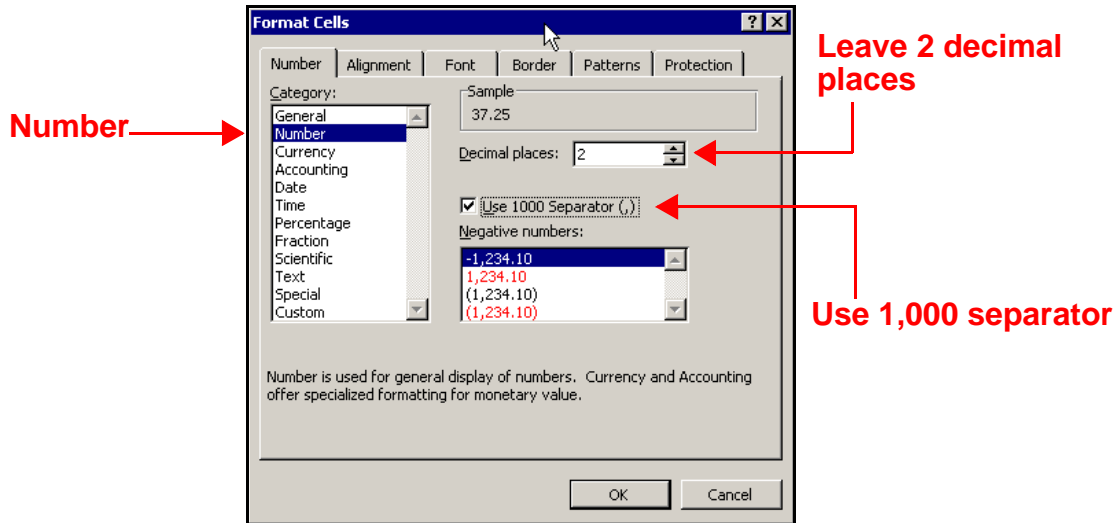 Format Cells
Number
Alignment
Font
Border
Patterns
Protection
Category:
General
Number
Currency
Accounting
Date
Time
Percentage
Fraction
Scientific
Text
Special
Custom
Sample
37.25
Decimal places: 2
Use 1000 Separator (,)
Negative numbers:
-1,234.10
1,234.10
(1,234.10)
(1,234.10)
Number is used for general display of numbers. Currency and Accounting
offer specialized formatting for monetary value.
OK
Cancel
Number
Leave 2 decimal
places
Use 1,000 separator